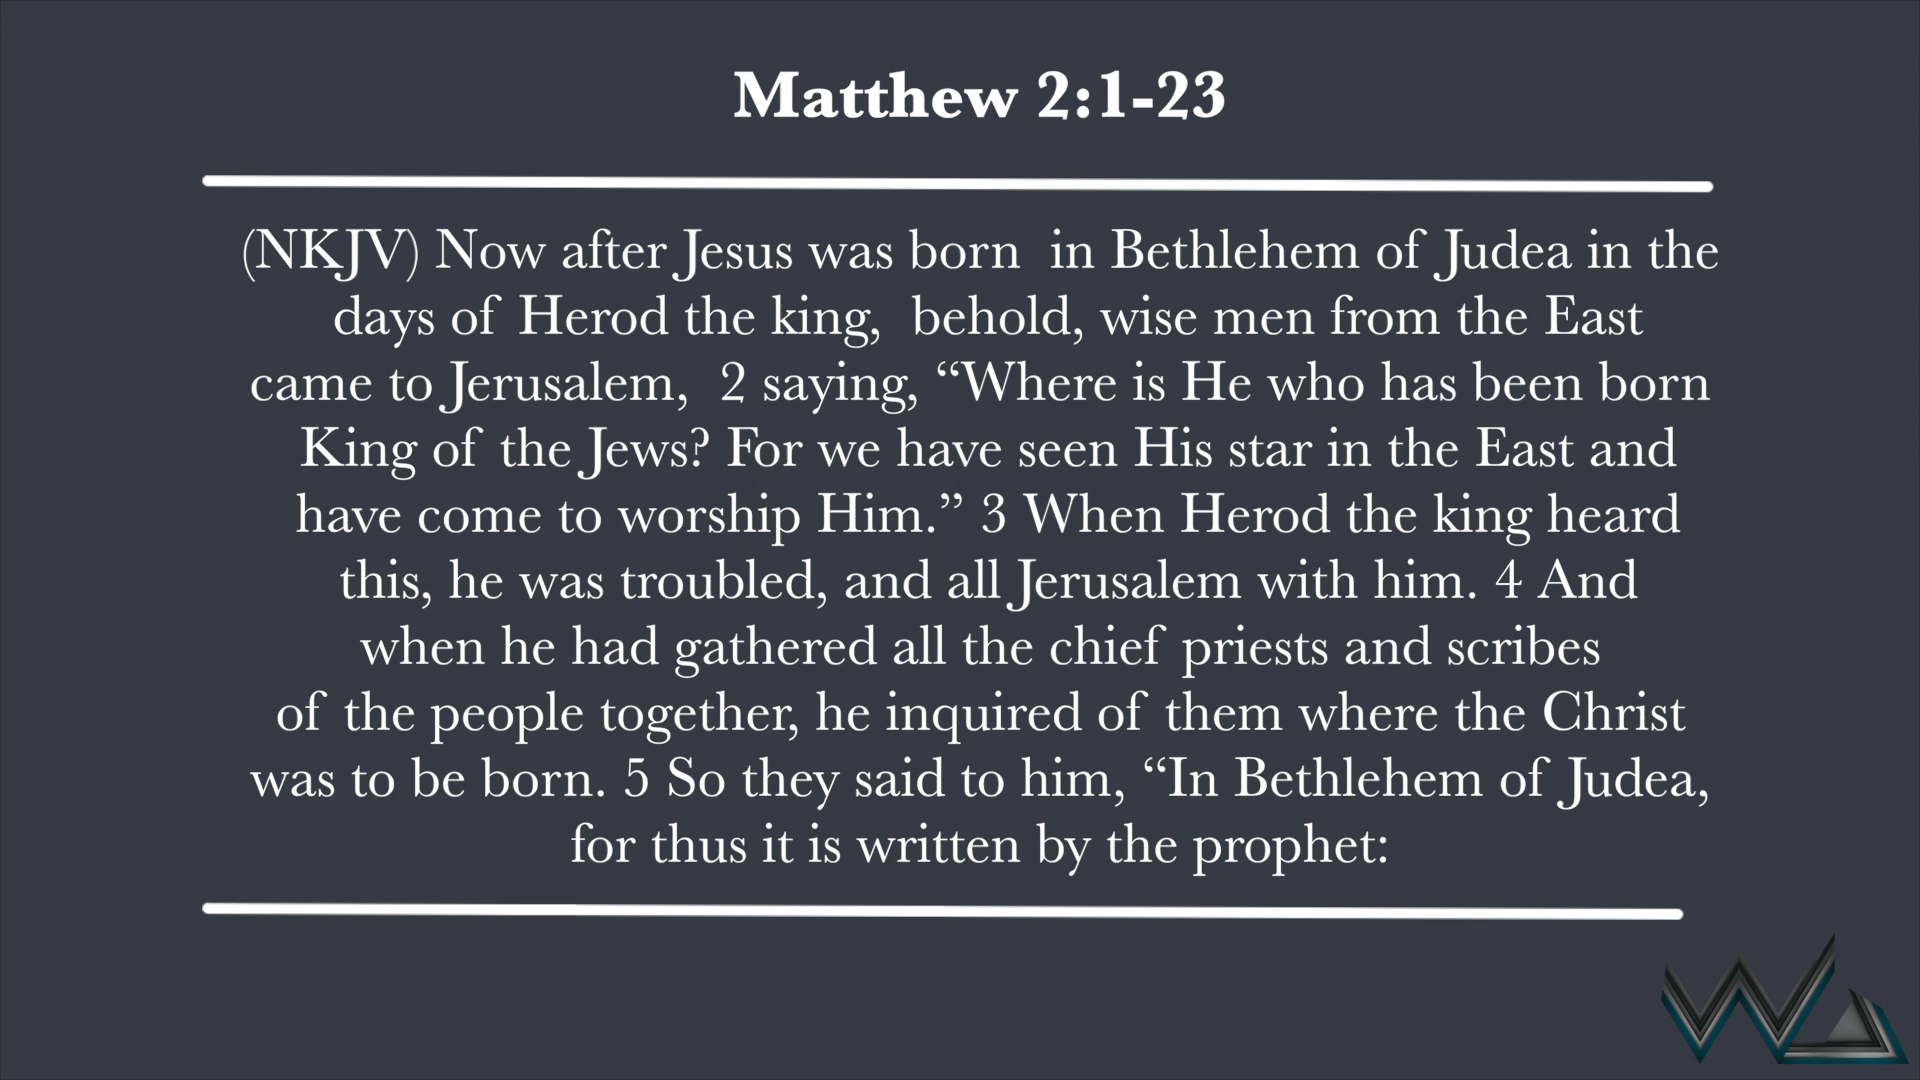 Matthew 2:1-23
(NKJV) Now after Jesus was born  in Bethlehem of Judea in the
days of Herod the king,  behold, wise men from the East
came to Jerusalem,  2 saying, “Where is He who has been born
King of the Jews? For we have seen His star in the East and
have come to worship Him.” 3 When Herod the king heard
this, he was troubled, and all Jerusalem with him. 4 And
when he had gathered all the chief priests and scribes
of the people together, he inquired of them where the Christ
was to be born. 5 So they said to him, “In Bethlehem of Judea,
for thus it is written by the prophet: